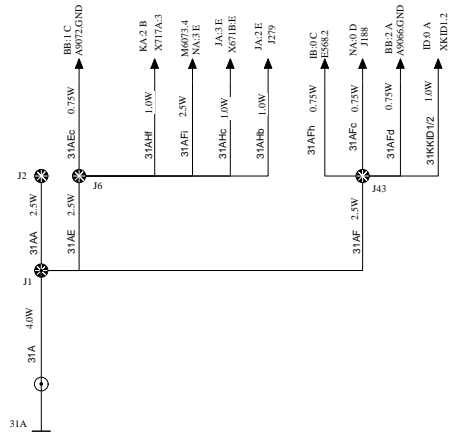 BB:1 C
A9072.GND
KA:2 B
X717A:3
M6073.4
NA:3 E
JA:3 E
X671B:E
JA:2 E
J279
IB:0 C
E568.2
NA:0 D
J188
BB:2 A
A9066.GND
ID:0 A
XKID1.2
31AEc 0.75W
31AHf 1.0W
31AFi 2.5W
31AHc 1.0W
31AHb 1.0W
31AFh 0.75W
31AFc 0.75W
31AFd 0.75W
31KKID1/2 1.0W
J2
J6
J43
31AA 2.5W
31AE 2.5W
31AF 2.5W
J1
31A 4.0W
31A